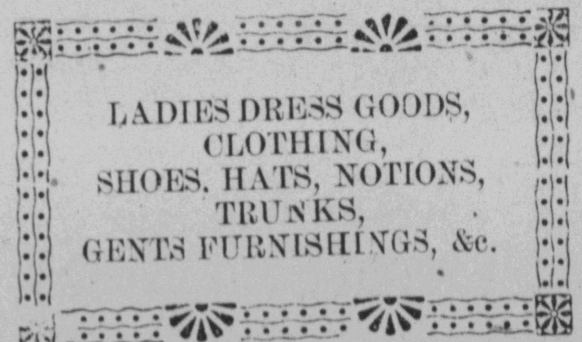 LADIES DRESS GOODS,
CLOTHING,
SHOES. HATS, NOTIONS,
TRUNKS,
GENTS FURNISHINGS, &c.